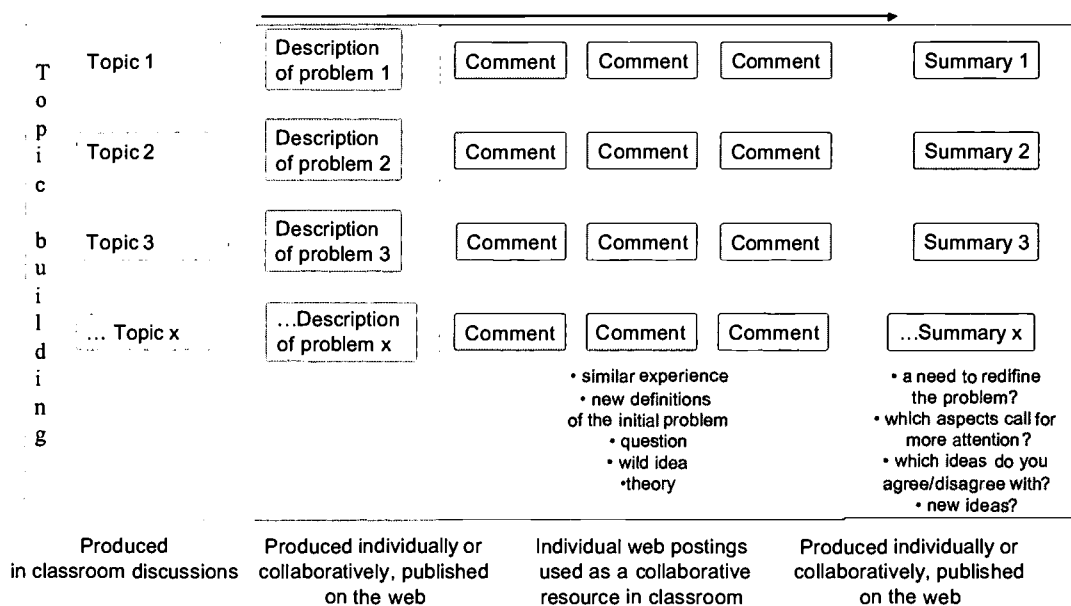 Topic building
Topic 1
Description
of problem 1
Comment
Comment
Comment
Summary 1
Topic 2
Description
of problem 2
Comment
Comment
Comment
Summary 2
Topic 3
Description
of problem 3
Comment
Comment
Comment
Summary 3
... Topic x
...Description
of problem x
Comment
Comment
Comment
...Summary x
• similar experience
• new definitions
of the initial problem
• question
• wild idea
•theory
• a need to redifine
the problem?
• which aspects call for
more attention?
• which ideas do you
agree/disagree with?
• new ideas?
Produced
in classroom discussions
Produced individually or
collaboratively, published
on the web
Individual web postings
used as a collaborative
resource in classroom
Produced individually or
collaboratively, published
on the web